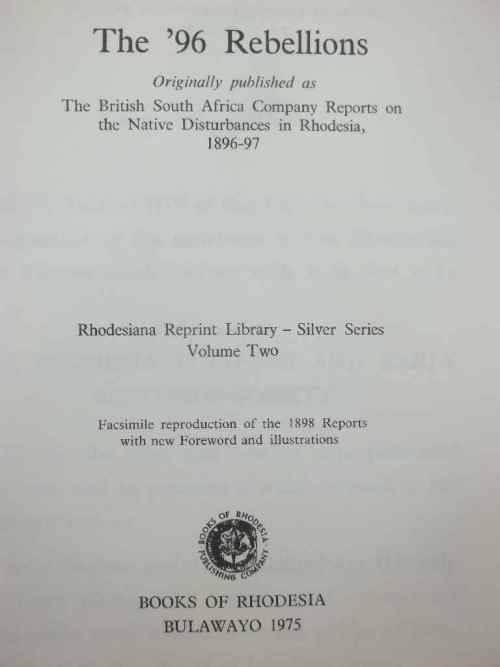 The '96 Rebellions
Originally published as
The British South Africa Company Reports on
the Native Disturbances in Rhodesia,
1896-97
Rhodesiana Reprint Library – Silver Series
Volume Two
Facsimile reproduction of the 1898 Reports
with new Foreword and illustrations
BOOKS OF RHODESIA
PUBLISHING COMPANY
BOOKS OF RHODESIA
BULAWAYO 1975